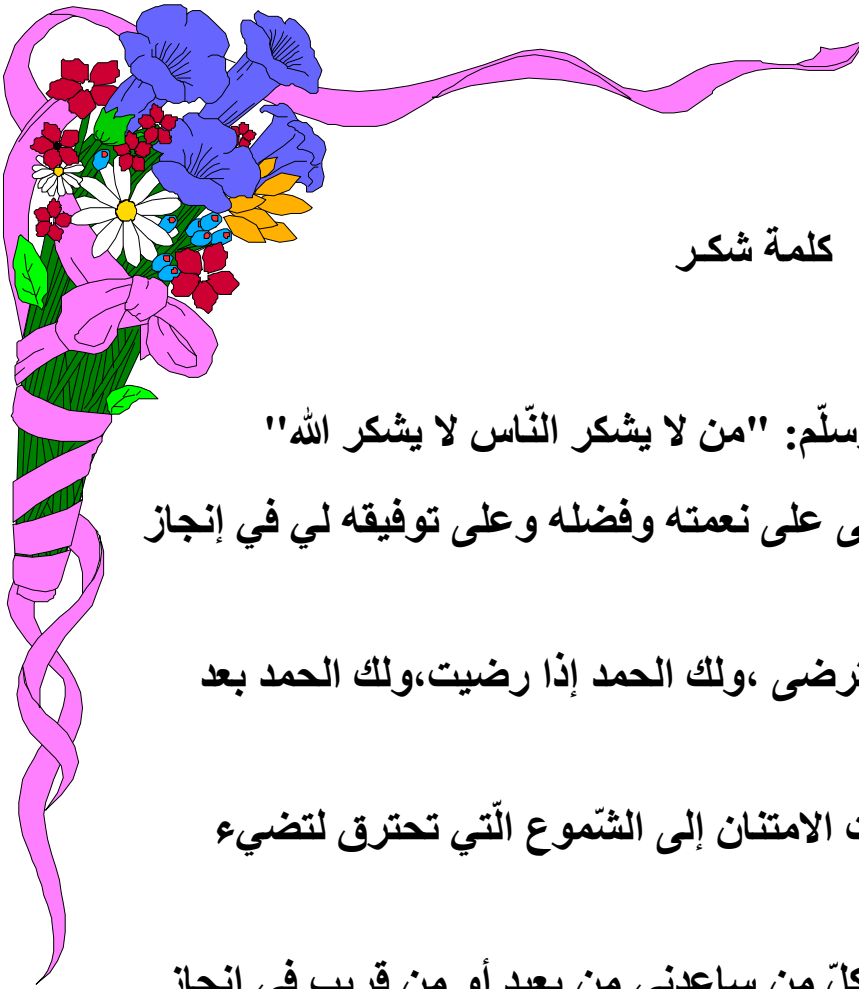 كلمة شكر
وسلّم: "من لا يشكر النّاس لا يشكر الله"
على نعمته وفضله وعلى توفيقه لي في إنجاز
ترضى ،ولك الحمد إذا رضيت،ولك الحمد بعد
الامتنان إلى الشّموع الّتي تحترق لتضيء
كلّ من ساعدني من بعيد أو من قريب في إنجاز